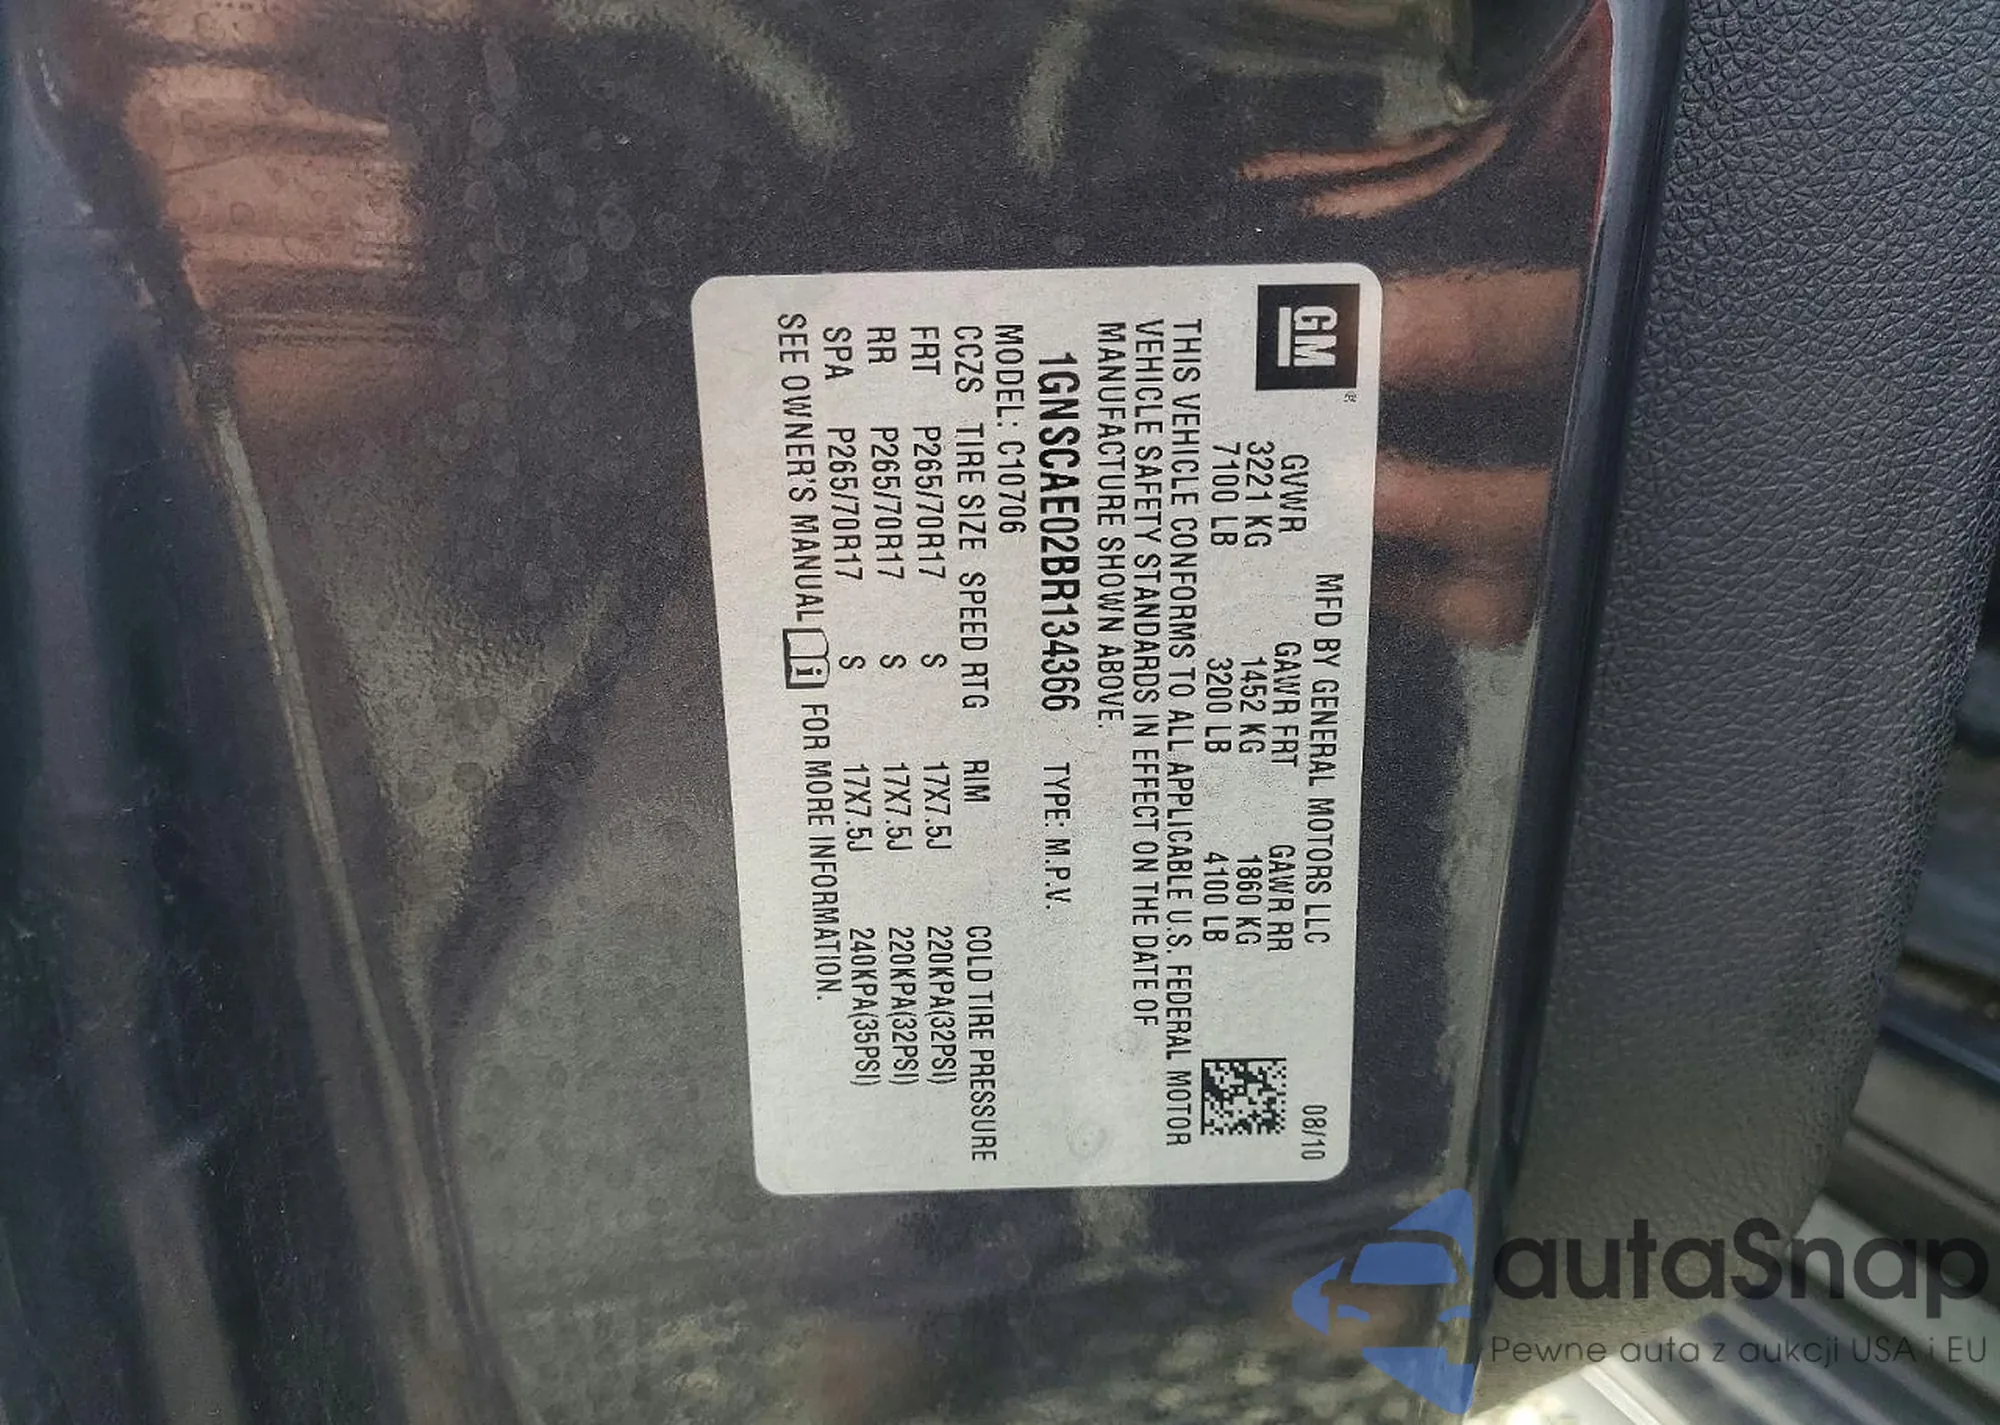 GM
MFD BY GENERAL MOTORS LLC 08/10
GVWR GAWR FRT GAWR RR
3221 KG 1452 KG 1860 KG
7100 LB 3200 LB 4100 LB
THIS VEHICLE CONFORMS TO ALL APPLICABLE U.S. FEDERAL MOTOR
VEHICLE SAFETY STANDARDS IN EFFECT ON THE DATE OF
MANUFACTURE SHOWN ABOVE.
1GNSCAE02BR134366 TYPE: M.P.V.
MODEL: C10706
CCZS TIRE SIZE SPEED RTG RIM COLD TIRE PRESSURE
FRT P265/70R17 S 17X7.5J 220KPA(32PSI)
RR P265/70R17 S 17X7.5J 220KPA(32PSI)
SPA P265/70R17 S 17X7.5J 240KPA(35PSI)
SEE OWNER'S MANUAL i FOR MORE INFORMATION.
autaSnap
Pewne auta z aukcji USA i EU